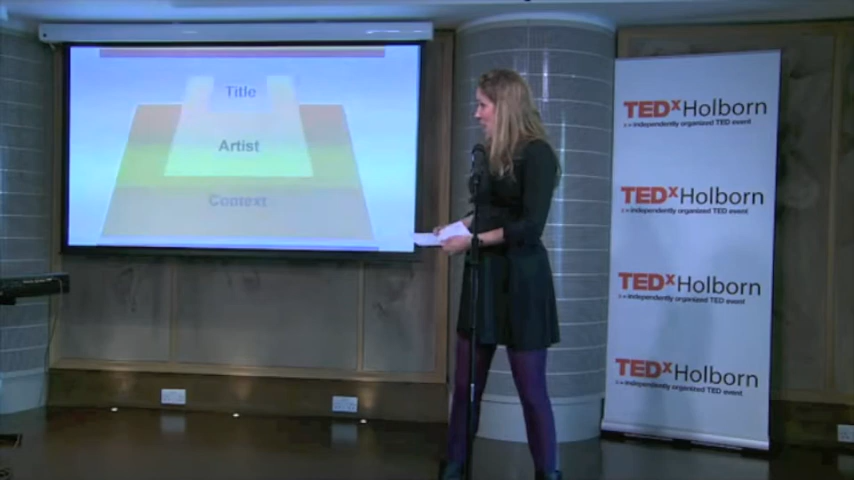 Title
Artist
Context
TEDxHolborn
x = independently organized TED event
TEDxHolborn
x = independently organized TED event
TEDxHolborn
x = independently organized TED event
TEDxHolborn
x = independently organized TED event